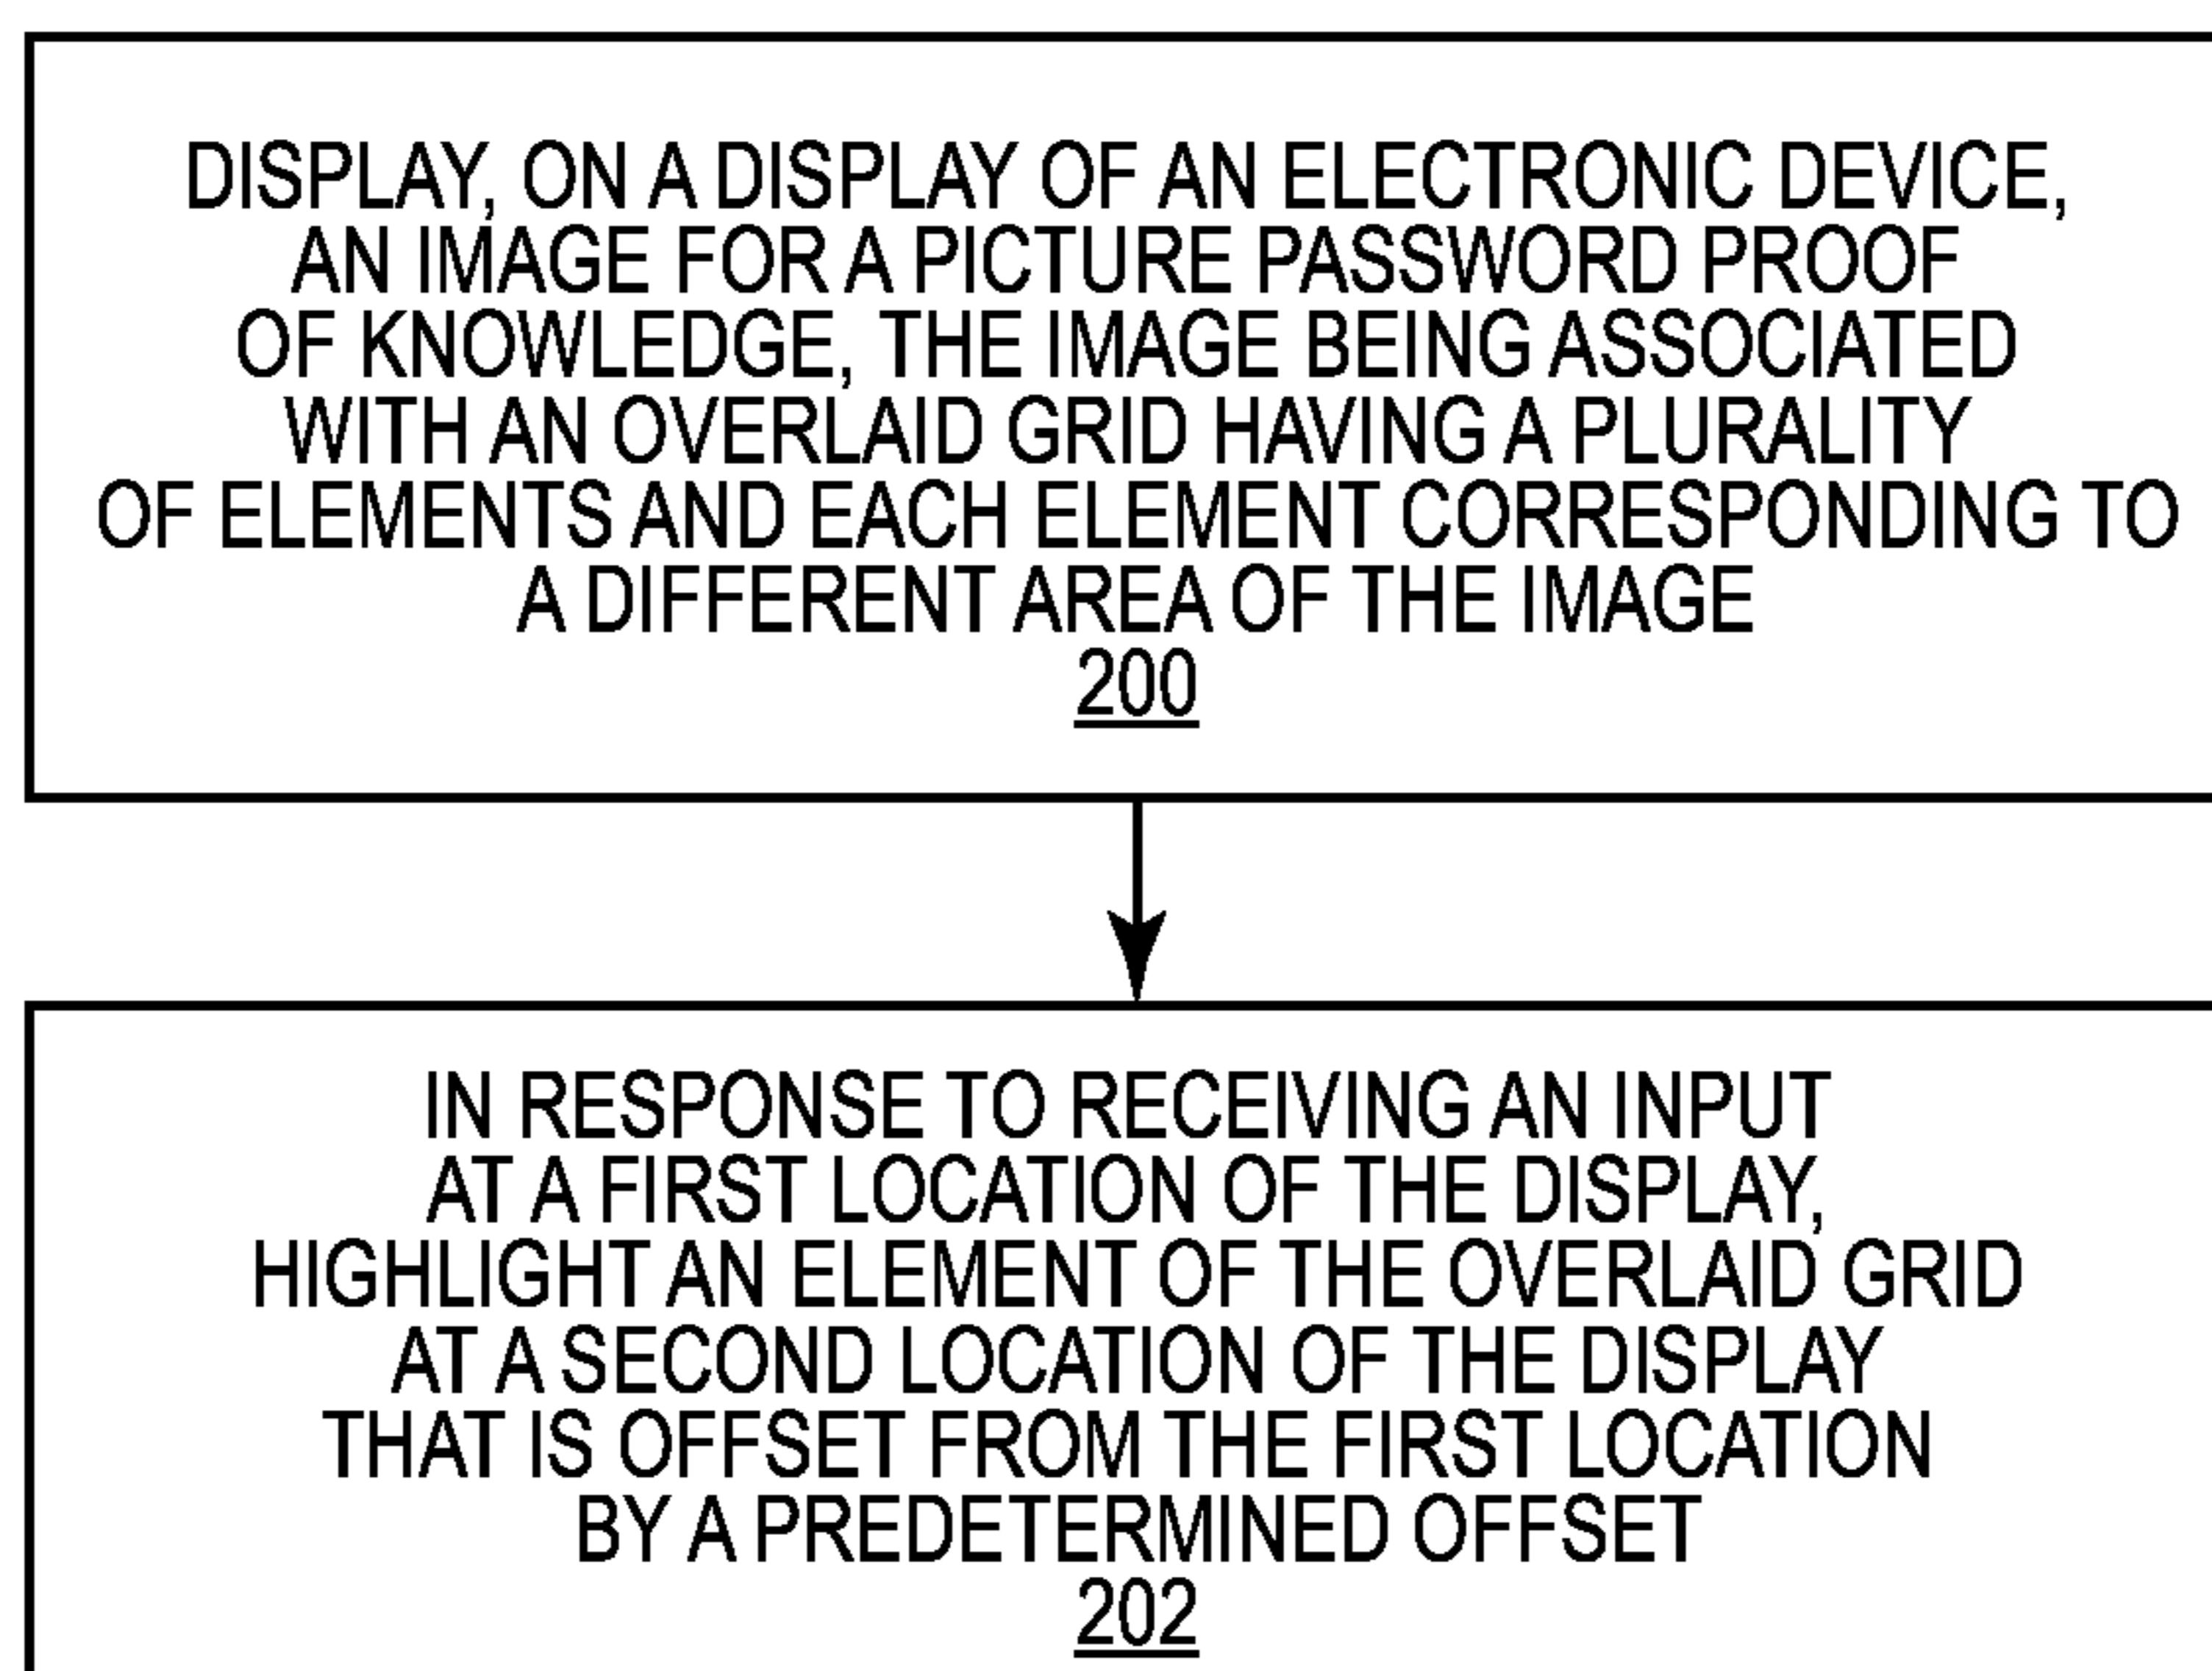 DISPLAY, ON A DISPLAY OF AN ELECTRONIC DEVICE,
AN IMAGE FOR A PICTURE PASSWORD PROOF
OF KNOWLEDGE, THE IMAGE BEING ASSOCIATED
WITH AN OVERLAID GRID HAVING A PLURALITY
OF ELEMENTS AND EACH ELEMENT CORRESPONDING TO
A DIFFERENT AREA OF THE IMAGE
200
IN RESPONSE TO RECEIVING AN INPUT
AT A FIRST LOCATION OF THE DISPLAY,
HIGHLIGHT AN ELEMENT OF THE OVERLAID GRID
AT A SECOND LOCATION OF THE DISPLAY
THAT IS OFFSET FROM THE FIRST LOCATION
BY A PREDETERMINED OFFSET
202